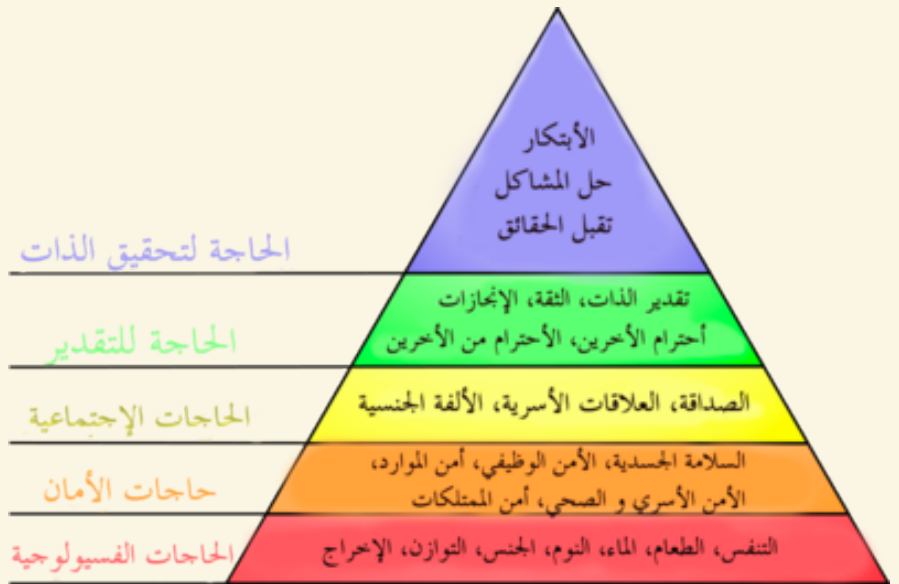 الأبتكار
حل المشاكل
تقبل الحقائق
الحاجة لتحقيق الذات
تقدير الذات، الثقة، الإنجازات
أحترام الأخرين، الأحترام من الأخرين
الحاجة للتقدير
الصداقة، العلاقات الأسرية، الألفة الجنسية
الحاجات الإجتماعية
السلامة الجسدية، الأمن الوظيفي، أمن الموارد،
الأمن الأسري و الصحي، أمن الممتلكات
حاجات الأمان
التنفس، الطعام، الماء، النوم، الجنس، التوازن، الإخراج
الحاجات الفسيولوجية